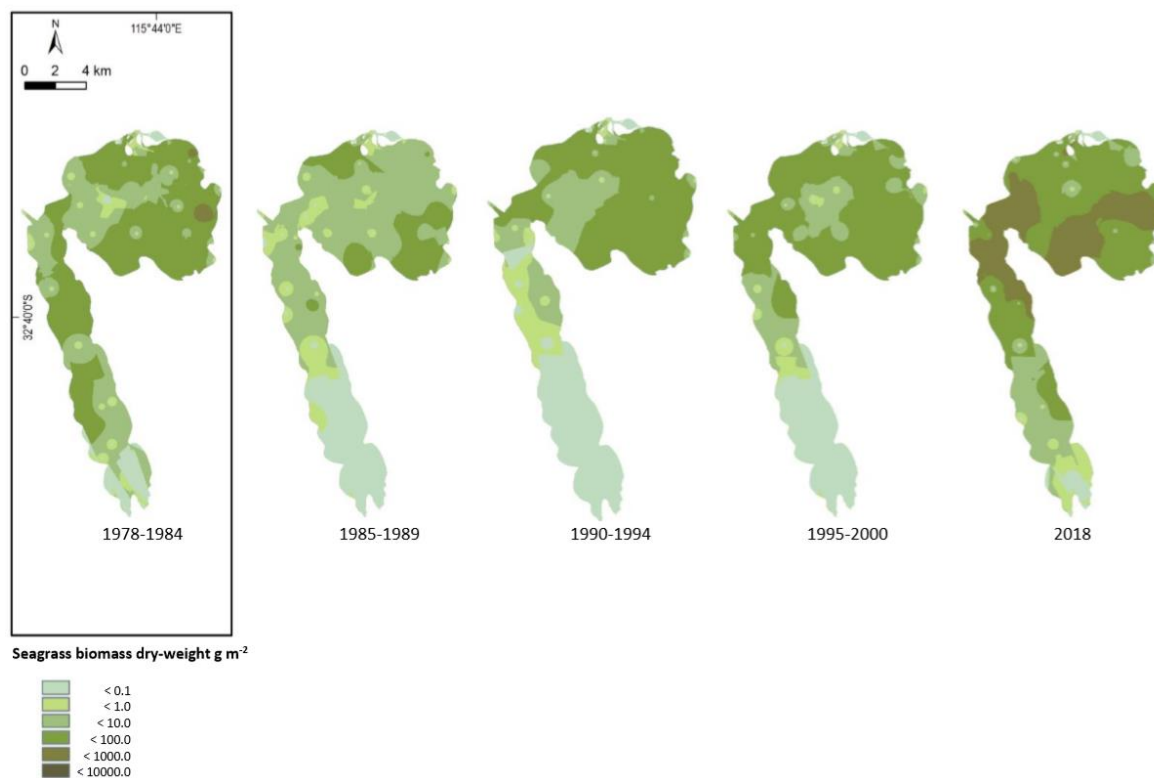 N
115°44'0"E
0 2 4 km
32°40'0"S
1978-1984
1985-1989
1990-1994
1995-2000
2018
Seagrass biomass dry-weight g m⁻²
< 0.1
< 1.0
< 10.0
< 100.0
< 1000.0
< 10000.0